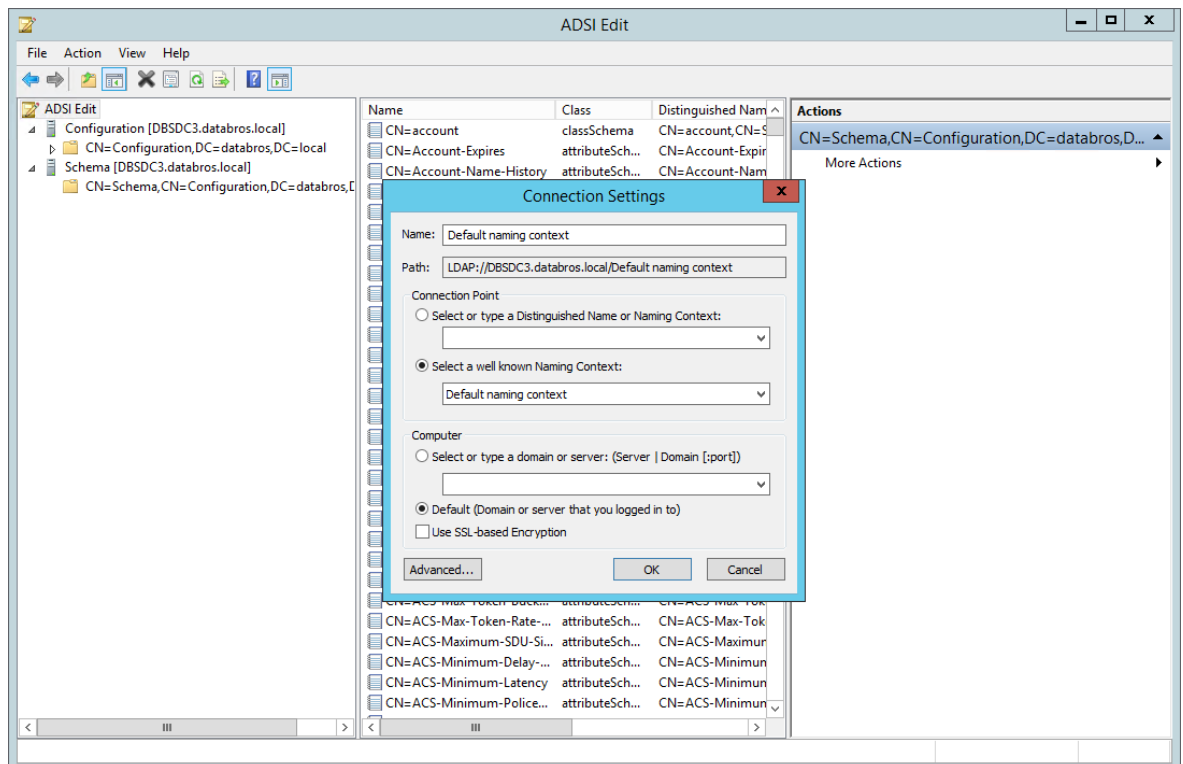 ADSI Edit
File Action View Help
ADSI Edit
Configuration [DBSDC3.databros.local]
CN=Configuration,DC=databros,DC=local
Schema [DBSDC3.databros.local]
CN=Schema,CN=Configuration,DC=databros,D
Name Class Distinguished Nam
CN=account classSchema CN=account,CN=S
CN=Account-Expires attributeSch... CN=Account-Expir
CN=Account-Name-History attributeSch... CN=Account-Nam
Actions
CN=Schema,CN=Configuration,DC=databros,D...
More Actions
Connection Settings
Name: Default naming context
Path: LDAP://DBSDC3.databros.local/Default naming context
Connection Point
Select or type a Distinguished Name or Naming Context:
Select a well known Naming Context:
Default naming context
Computer
Select or type a domain or server: (Server | Domain [:port])
Default (Domain or server that you logged in to)
Use SSL-based Encryption
Advanced... OK Cancel
CN=ACS-Max-Token-Rate-... attributeSch... CN=ACS-Max-Tok
CN=ACS-Maximum-SDU-Si... attributeSch... CN=ACS-Maximur
CN=ACS-Minimum-Delay-... attributeSch... CN=ACS-Minimun
CN=ACS-Minimum-Latency attributeSch... CN=ACS-Minimun
CN=ACS-Minimum-Police... attributeSch... CN=ACS-Minimun